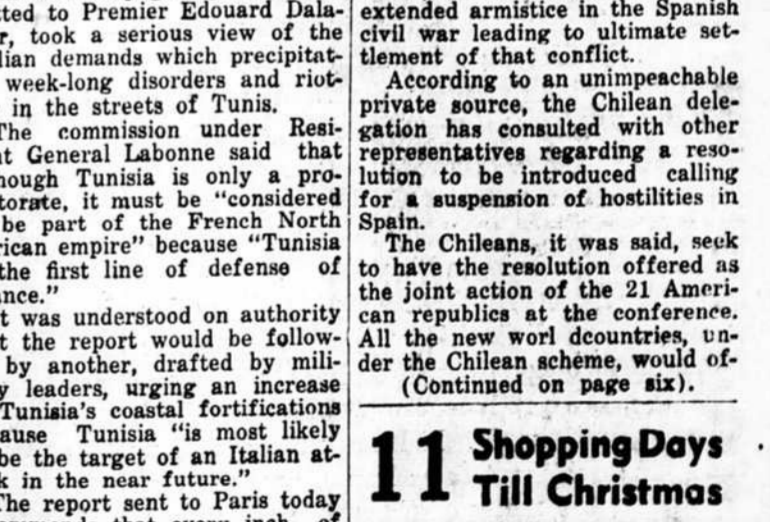 ted to Premier Edouard Dala-
r, took a serious view of the
lian demands which precipitat-
week-long disorders and riot-
in the streets of Tunis.
The commission under Resi-
t General Labonne said that
hough Tunisia is only a pro-
torate, it must be "considered
be part of the French North
rican empire" because "Tunisia
the first line of defense of
nce."
t was understood on authority
t the report would be follow-
by another, drafted by mili-
y leaders, urging an increase
Tunisia's coastal fortifications
ause Tunisia "is most likely
be the target of an Italian at-
k in the near future."
The report sent to Paris today
that every inch of
extended armistice in the Spanish
civil war leading to ultimate set-
tlement of that conflict.
According to an unimpeachable
private source, the Chilean dele-
gation has consulted with other
representatives regarding a reso-
lution to be introduced calling
for a suspension of hostilities in
Spain.
The Chileans, it was said, seek
to have the resolution offered as
the joint action of the 21 Ameri-
can republics at the conference.
All the new worl dcountries, un-
der the Chilean scheme, would of-
(Continued on page six).
11 Shopping Days
Till Christmas